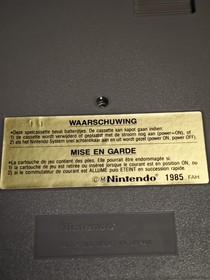 WAARSCHUWING
•Deze spelcassette bevat batterijtjes. De cassette kan kapot gaan indien:
1) de cassette wordt verwijderd of geplaatst met de stroom nog aan (power=ON), of
2) als het Nintendo System snel achterelkaar aan en uit wordt gezet (power ON, power OFF).
MISE EN GARDE
•La cartouche de jeu contient des piles. Elle pourrait être endommagée si:
1) la cartouche de jeu est retirée ou insérée lorsque le courant est en position ON, ou
2) si le commutateur de courant est ALLUMÉ puis ÉTEINT en succession rapide
Nintendo 1985 FAH